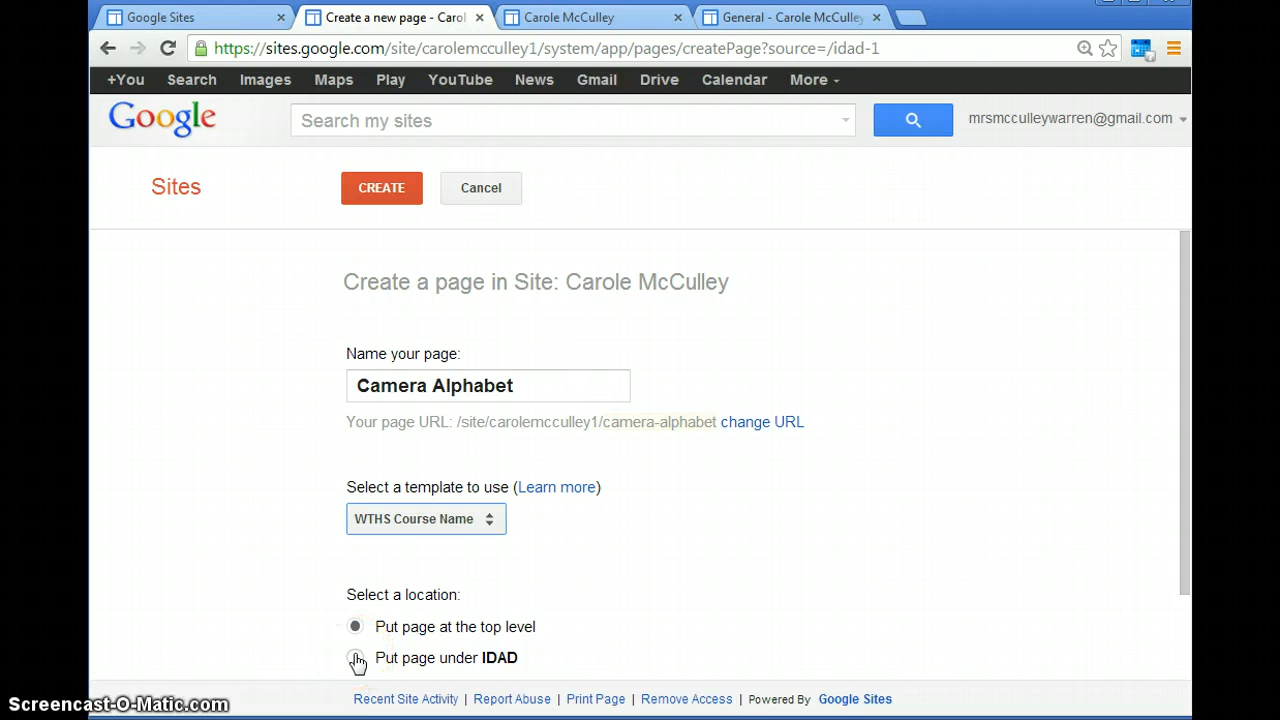 Google Sites
Create a new page - Carol
Carole McCulley
General - Carole McCulley
https://sites.google.com/site/carolemcculley1/system/app/pages/createPage?source=/idad-1
+You Search Images Maps Play YouTube News Gmail Drive Calendar More
Google
Search my sites
mrsmcculleywarren@gmail.com
Sites
CREATE
Cancel
Create a page in Site: Carole McCulley
Name your page:
Camera Alphabet
Your page URL: /site/carolemcculley1/camera-alphabet change URL
Select a template to use (Learn more)
WTHS Course Name
Select a location:
Put page at the top level
Put page under IDAD
Recent Site Activity | Report Abuse | Print Page | Remove Access | Powered By Google Sites
Screencast-O-Matic.com